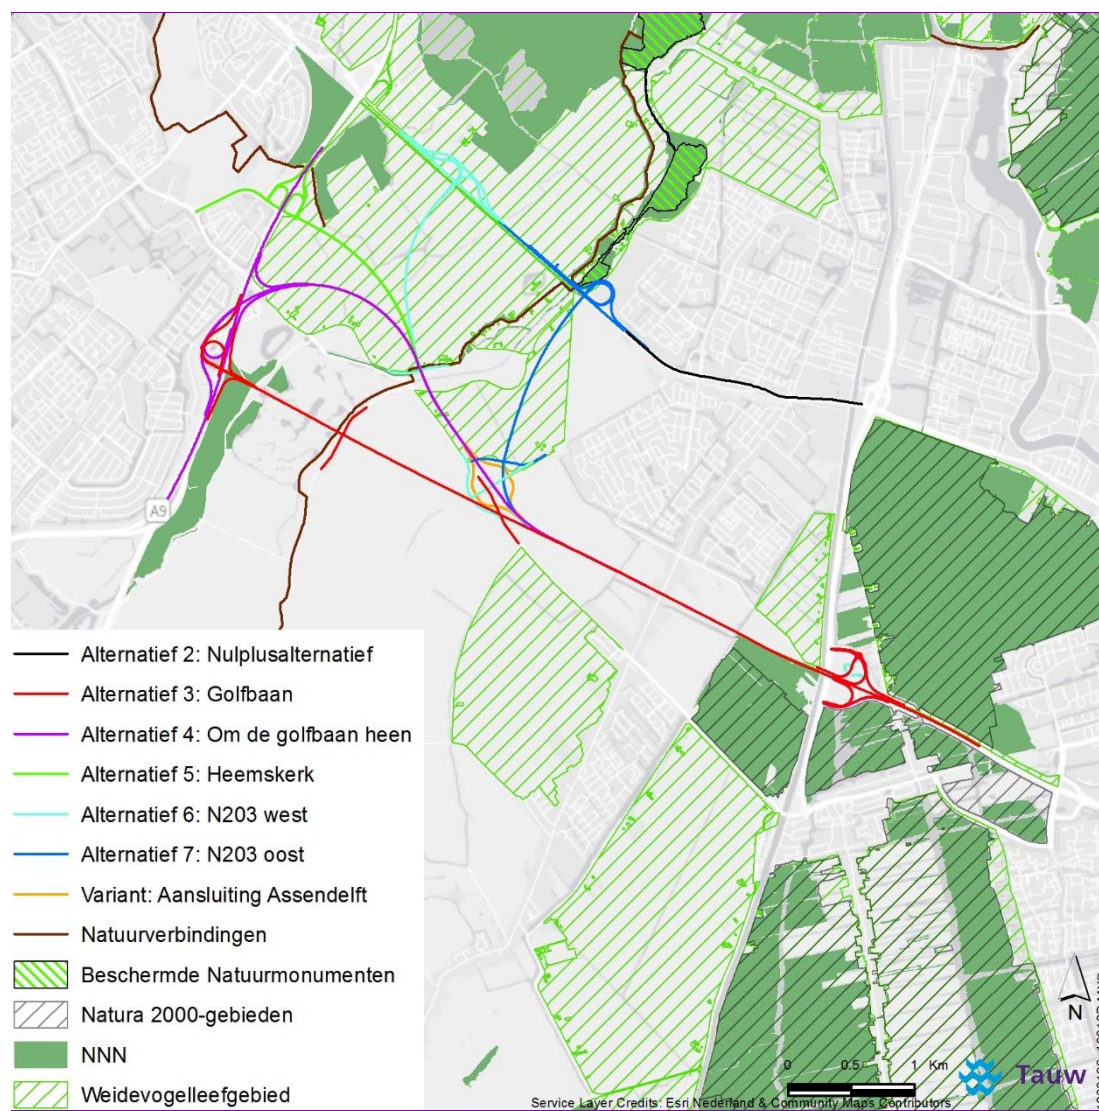 A9
Alternatief 2: Nulplusalternatief
Alternatief 3: Golfbaan
Alternatief 4: Om de golfbaan heen
Alternatief 5: Heemskerk
Alternatief 6: N203 west
Alternatief 7: N203 oost
Variant: Aansluiting Assendelft
Natuurverbindingen
Beschermde Natuurmonumenten
Natura 2000-gebieden
NNN
Weidevogelleefgebied
N
0 0.5 1 Km
Tauw
Service Layer Credits: Esri Nederland & Community Maps Contributors